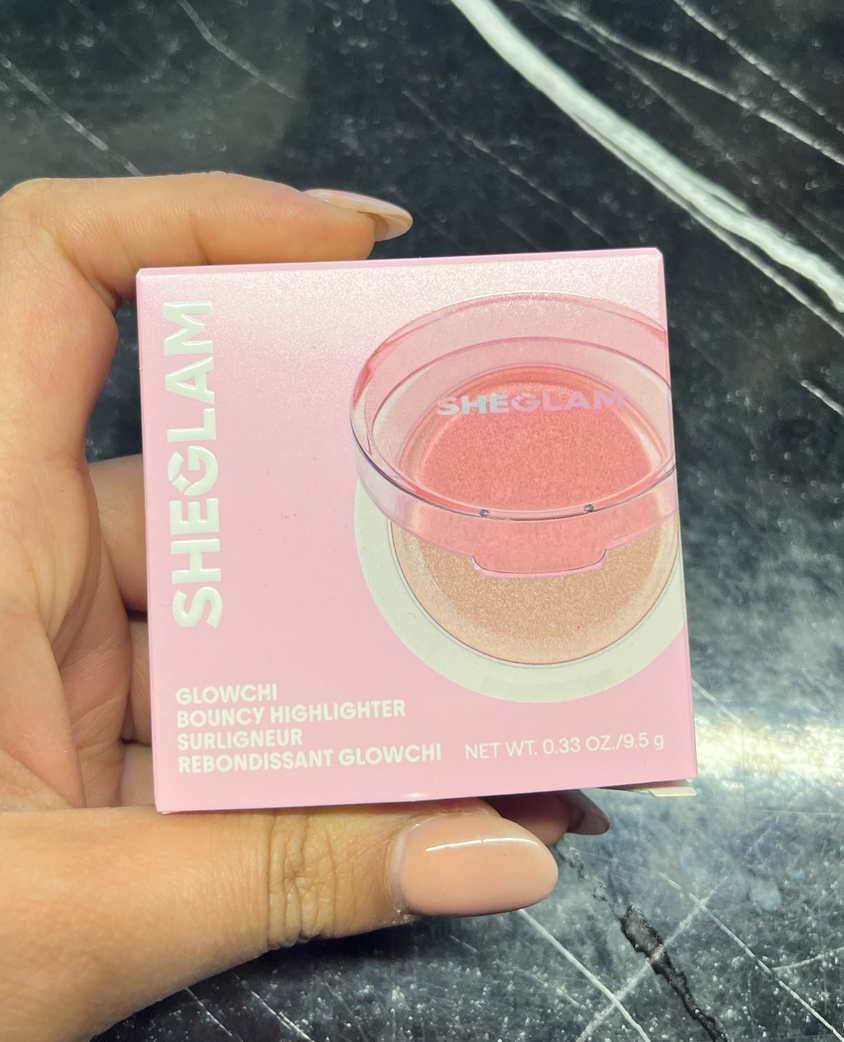 SHEGLAM
SHEGLAM
GLOWCHI
BOUNCY HIGHLIGHTER
SURLIGNEUR
REBONDISSANT GLOWCHI
NET WT. 0.33 OZ./9.5 g